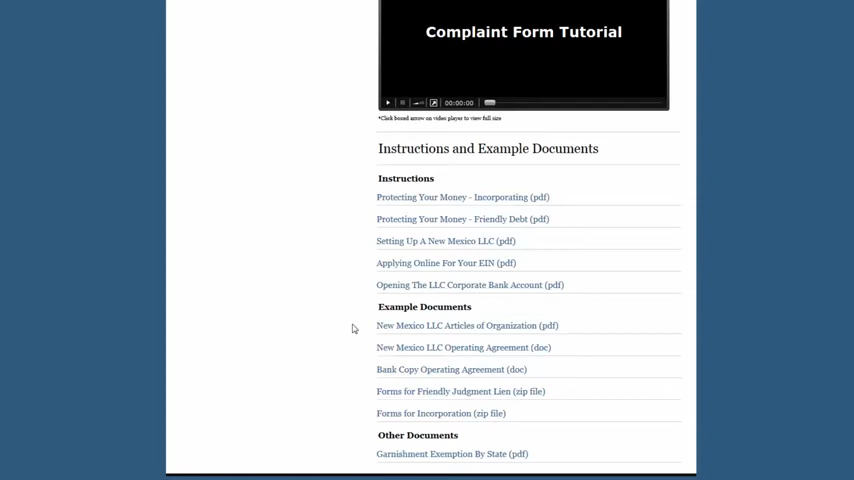 Complaint Form Tutorial
00:00:00
*Click boxed arrow on video player to view full size
Instructions and Example Documents
Instructions
Protecting Your Money - Incorporating (pdf)
Protecting Your Money - Friendly Debt (pdf)
Setting Up A New Mexico LLC (pdf)
Applying Online For Your EIN (pdf)
Opening The LLC Corporate Bank Account (pdf)
Example Documents
New Mexico LLC Articles of Organization (pdf)
New Mexico LLC Operating Agreement (doc)
Bank Copy Operating Agreement (doc)
Forms for Friendly Judgment Lien (zip file)
Forms for Incorporation (zip file)
Other Documents
Garnishment Exemption By State (pdf)